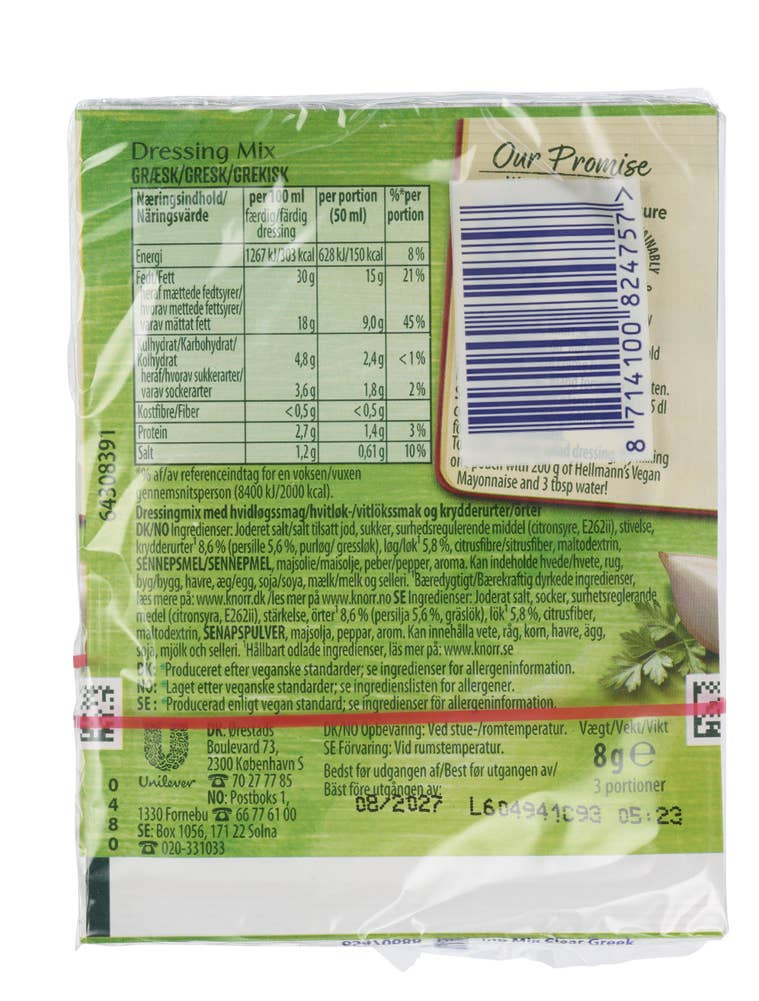 Dressing Mix
GRÆSK/GRESK/GREKISK
Næringsindhold/
Näringsvärde
per 100 ml
færdig/färdig
dressing
per portion
(50 ml)
%*per
portion
Energi 1267 kJ/303 kcal 628 kJ/150 kcal 8%
Fedt/Fett 30 g 15 g 21%
heraf mættede fedtsyrer/
hvorav mettede fettsyrer/
varav mättat fett 18 g 9,0 g 45%
Kulhydrat/Karbohydrat/
Kolhydrat 4,8 g 2,4 g <1%
heraf/hvorav sukkerarter/
varav sockerarter 3,6 g 1,8 g 2%
Kostfibre/Fiber <0,5 g <0,5 g
Protein 2,7 g 1,4 g 3%
Salt 1,2 g 0,61 g 10%
*% af/av referenceindtag for en voksen/vuxen
gennemsnitsperson (8400 kJ/2000 kcal).
Our Promise
ure
8 714100 824757 >
5 dl
pouch with 200 g of Hellmann's Vegan
Mayonnaise and 3 tbsp water!
64308391
Dressingmix med hvidløgssmag/hvitløk-/vitlökssmak og krydderurter/örter
DK/NO Ingredienser: Joderet salt/salt tilsatt jod, sukker, surhedsregulerende middel (citronsyre, E262ii), stivelse,
krydderurter¹ 8,6 % (persille 5,6 %, purløg/ gressløk), løg/løk¹ 5,8 %, citrusfibre/sitrusfiber, maltodextrin,
SENNEPSMEL/SENNEPMEL, majsolie/maisolje, peber/pepper, aroma. Kan indeholde hvede/hvete, rug,
byg/bygg, havre, æg/egg, soja/soya, mælk/melk og selleri. ¹Bæredygtigt/Bærekraftig dyrkede ingredienser,
læs mere på: www.knorr.dk /les mer på www.knorr.no SE Ingredienser: Joderat salt, socker, surhetsreglerande
medel (citronsyra, E262ii), stärkelse, örter¹ 8,6 % (persilja 5,6 %, gräslök), lök¹ 5,8 %, citrusfiber,
maltodextrin, SENAPSPULVER, majsolja, peppar, arom. Kan innehålla vete, råg, korn, havre, ägg,
soja, mjölk och selleri. ¹Hållbart odlade ingredienser, läs mer på: www.knorr.se
DK: *Produceret efter veganske standarder; se ingredienser for allergeninformation.
NO: *Laget etter veganske standarder; se ingredienslisten for allergener.
SE: *Producerad enligt vegan standard; se ingredienser för allergeninformation.
Unilever
DK: Ørestads
Boulevard 73,
2300 København S
☎ 70 27 77 85
NO: Postboks 1,
1330 Fornebu ☎ 66 77 61 00
SE: Box 1056, 171 22 Solna
☎ 020-331033
0
4
8
0
DK/NO Opbevaring: Ved stue-/romtemperatur.
SE Förvaring: Vid rumstemperatur.
Bedst før udgangen af/Best før utgangen av/
Bäst före utgången av:
08/2027 L604941C93 05:23
Vægt/Vekt/Vikt
8 g ℮
3 portioner
Mix Clear Greek